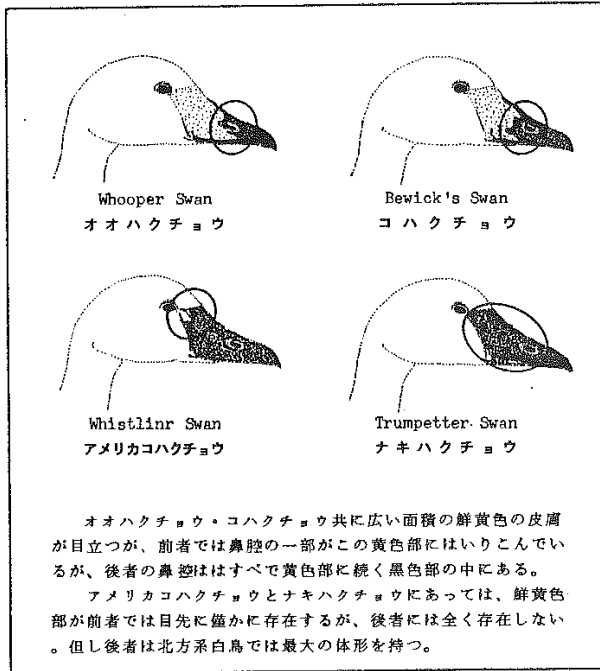 Whooper Swan
オオハクチョウ
Bewick's Swan
コハクチョウ
Whistlinr Swan
アメリカコハクチョウ
Trumpetter Swan
ナキハクチョウ
オオハクチョウ・コハクチョウ共に広い面積の鮮黄色の皮膚
が目立つが、前者では鼻腔の一部がこの黄色部にはいりこんでい
るが、後者の鼻控ははすべで黄色部に続く黒色部の中にある。
アメリカコハクチョウとナキハクチョウにあっては、鮮黄色
部が前者では目先に僅かに存在するが、後者には全く存在しない
。但し後者は北方系白鳥では最大の体形を持つ。